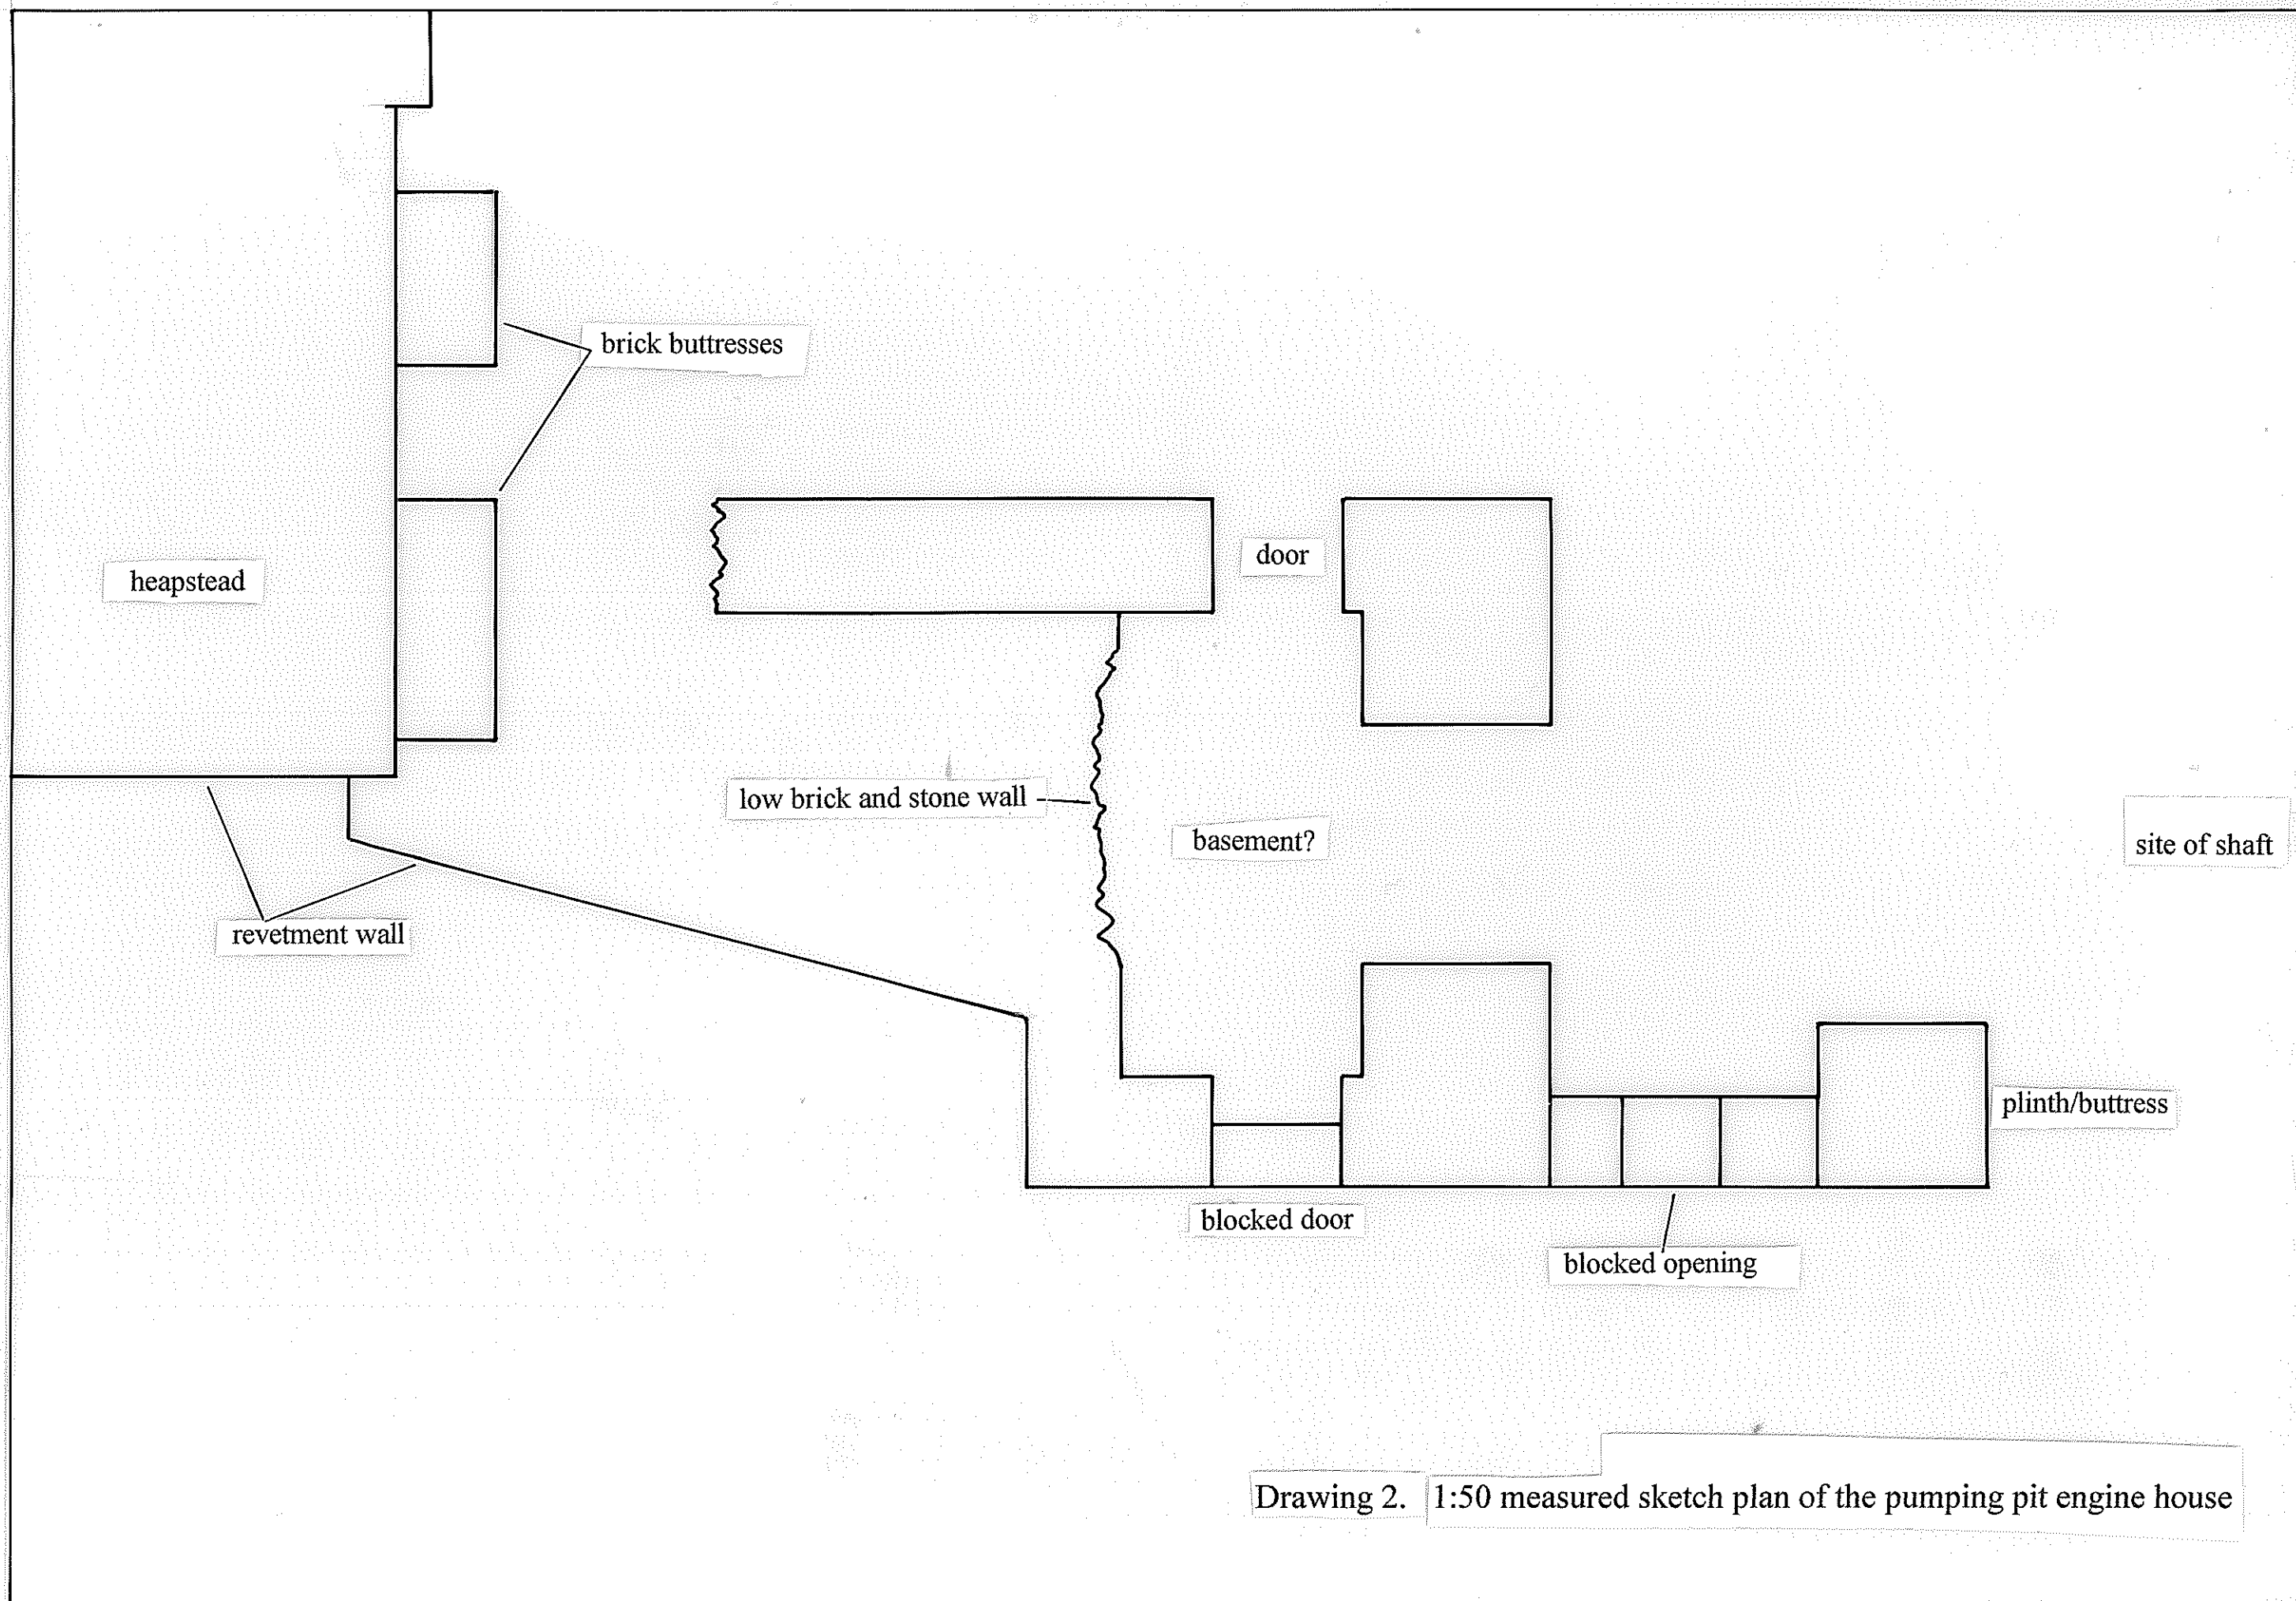 brick buttresses
door
heapstead
low brick and stone wall
basement?
site of shaft
revetment wall
plinth/buttress
blocked door
blocked opening
Drawing 2. 1:50 measured sketch plan of the pumping pit engine house